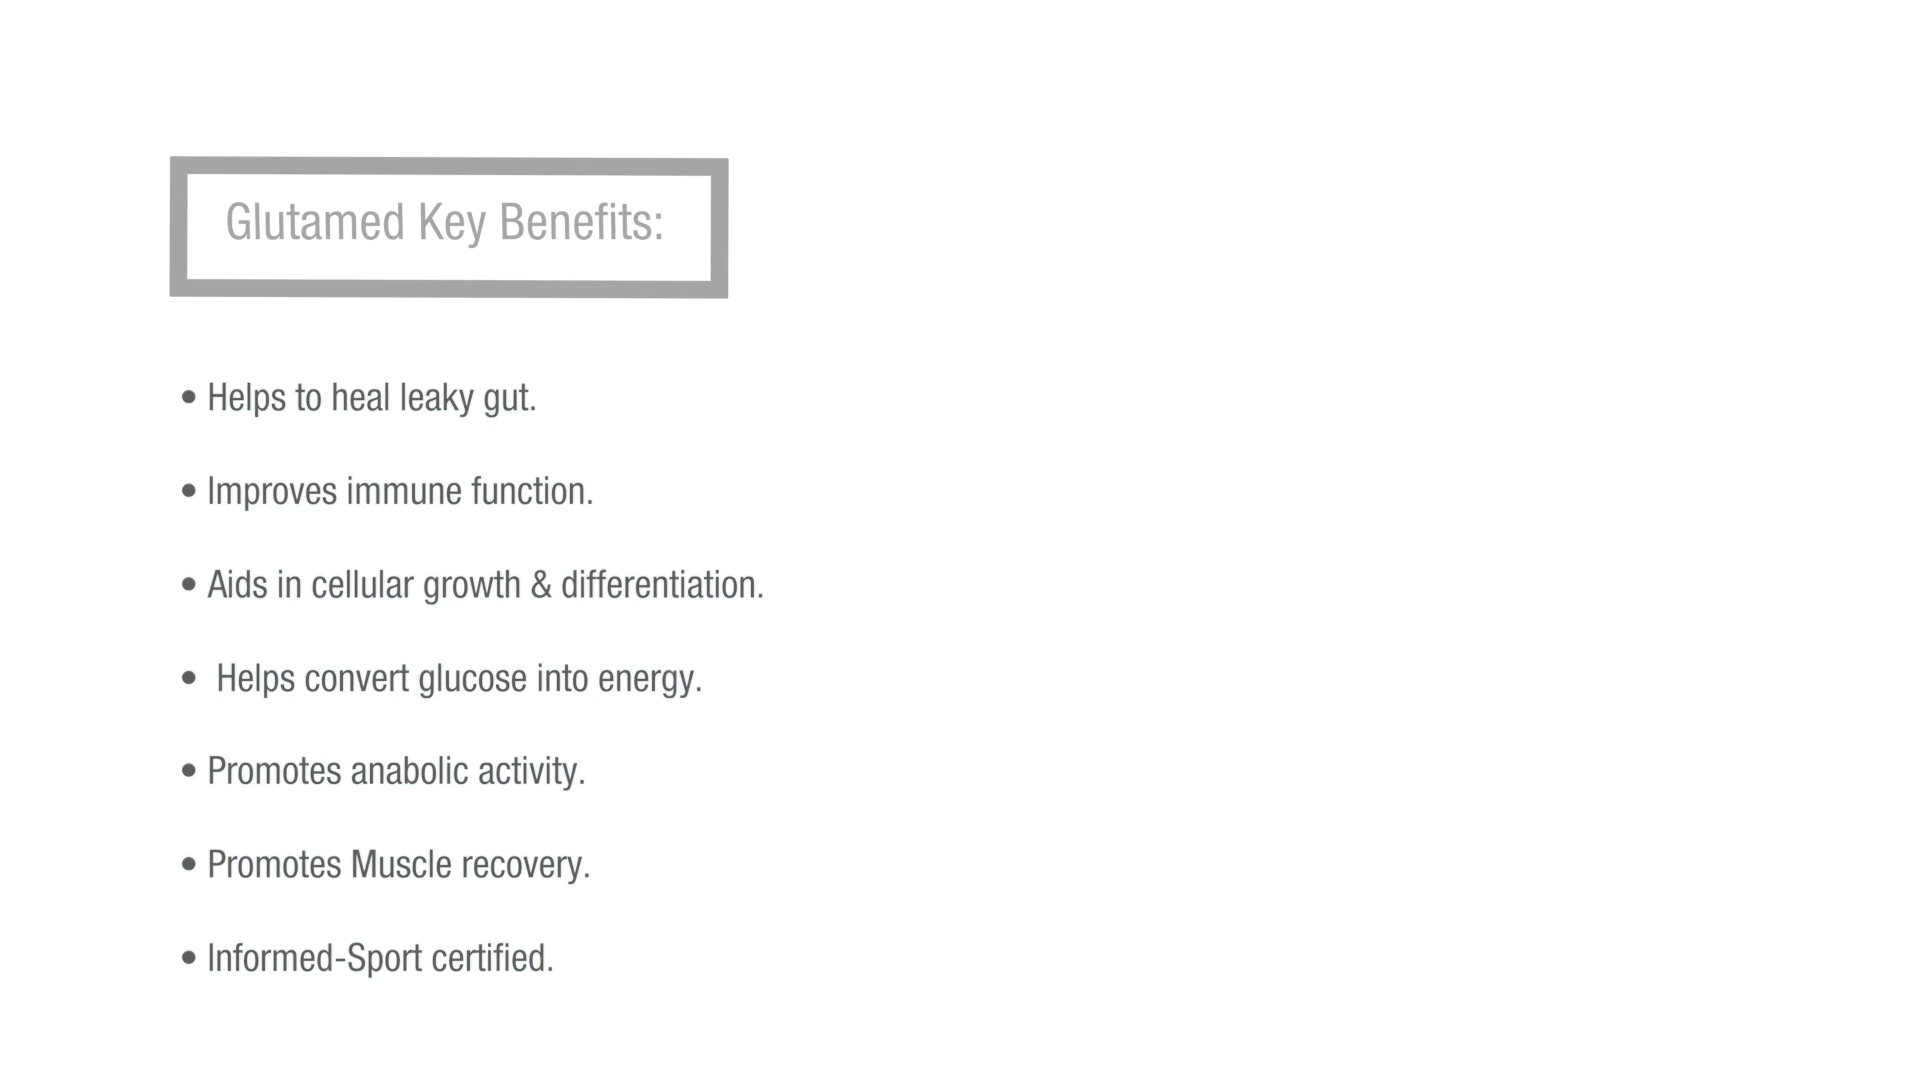 Glutamed Key Benefits:
• Helps to heal leaky gut.
• Improves immune function.
• Aids in cellular growth & differentiation.
• Helps convert glucose into energy.
• Promotes anabolic activity.
• Promotes Muscle recovery.
• Informed-Sport certified.